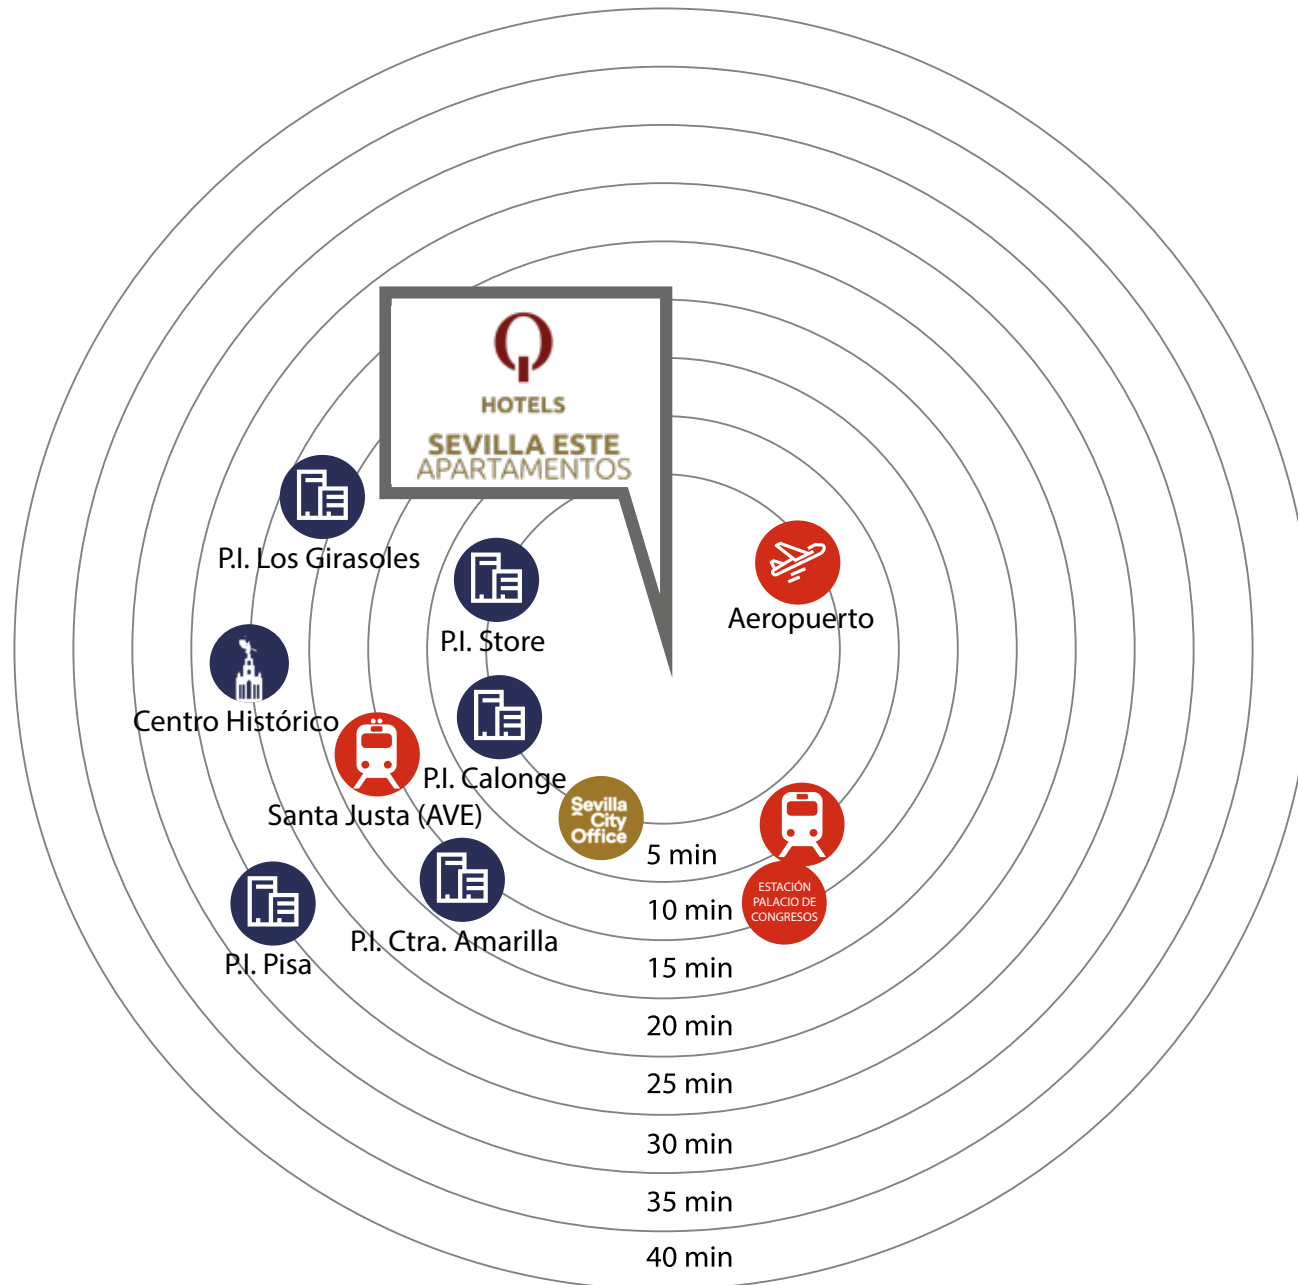 HOTELS
SEVILLA ESTE
APARTAMENTOS
P.I. Los Girasoles
P.I. Store
Aeropuerto
Centro Histórico
P.I. Calonge
Santa Justa (AVE)
Sevilla
City
Office
5 min
ESTACIÓN
PALACIO DE
CONGRESOS
10 min
P.I. Ctra. Amarilla
P.I. Pisa
15 min
20 min
25 min
30 min
35 min
40 min